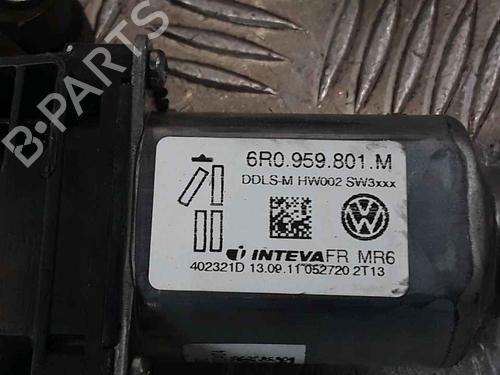 B-PARTS
6R0.959.801.M
DDLS-M HW002 SW3xxx
INTEVA FR MR6
402321D 13.09.11 052720 2T13